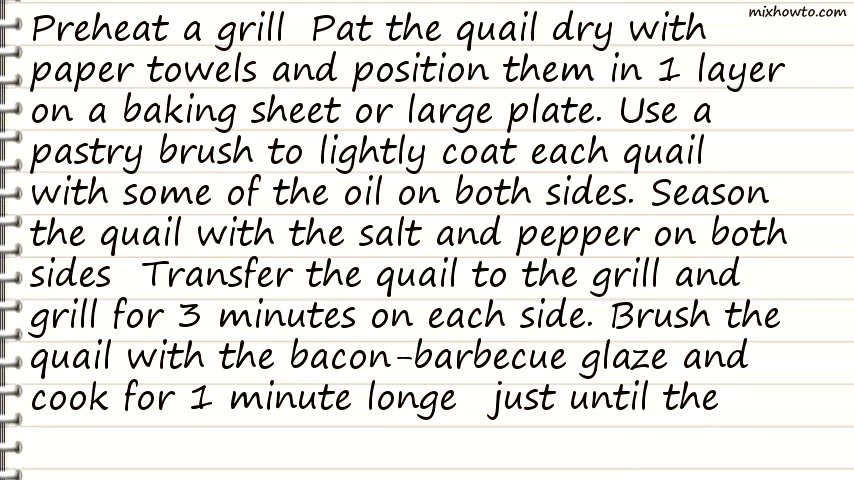 mixhowto.com
Preheat a grill  Pat the quail dry with
paper towels and position them in 1 layer
on a baking sheet or large plate. Use a
pastry brush to lightly coat each quail
with some of the oil on both sides. Season
the quail with the salt and pepper on both
sides  Transfer the quail to the grill and
grill for 3 minutes on each side. Brush the
quail with the bacon-barbecue glaze and
cook for 1 minute longe  just until the